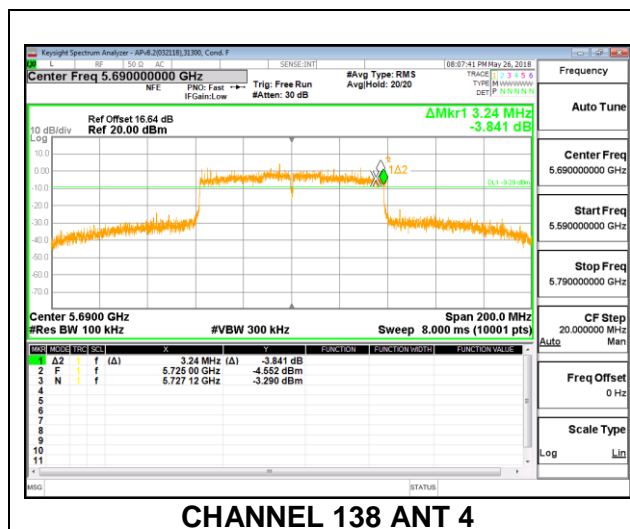 Keysight Spectrum Analyzer - APv8.2(032118),31300, Cond. F
L RF 50 Ω AC SENSE:INT 08:07:41 PM May 26, 2018
Center Freq 5.690000000 GHz #Avg Type: RMS TRACE 1 2 3 4 5 6
NFE PNO: Fast Trig: Free Run Avg|Hold: 20/20 TYPE M W W W W W
IFGain:Low #Atten: 30 dB DET P N N N N N
Frequency
Auto Tune
ΔMkr1 3.24 MHz
-3.841 dB
Ref Offset 16.64 dB
10 dB/div Ref 20.00 dBm
Log
10.0
0.00
-10.0
-20.0
-30.0
-40.0
-50.0
-60.0
-70.0
1Δ2
DL1 -9.29 dBm
Center Freq
5.690000000 GHz
Start Freq
5.590000000 GHz
Stop Freq
5.790000000 GHz
Center 5.6900 GHz Span 200.0 MHz
#Res BW 100 kHz #VBW 300 kHz Sweep 8.000 ms (10001 pts)
CF Step
20.000000 MHz
Auto Man
MKR MODE TRC SCL X Y FUNCTION FUNCTION WIDTH FUNCTION VALUE
1 Δ2 1 f (Δ) 3.24 MHz (Δ) -3.841 dB
2 F 1 f 5.725 00 GHz -4.552 dBm
3 N 1 f 5.727 12 GHz -3.290 dBm
4
5
6
7
8
9
10
11
Freq Offset
0 Hz
Scale Type
Log Lin
MSG STATUS
CHANNEL 138 ANT 4